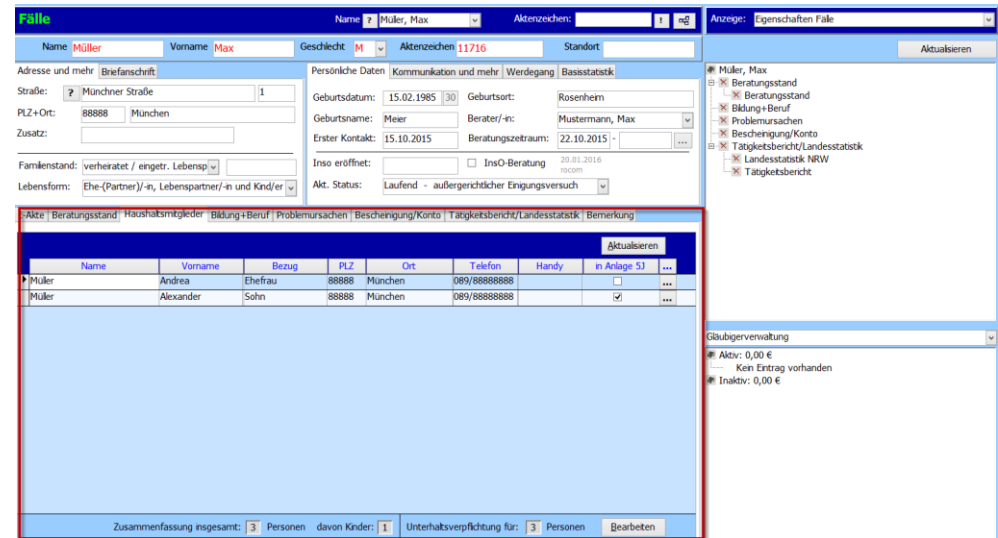 Fälle Name ? Müler, Max Aktenzeichen: !
Anzeige: Eigenschaften Fälle
Name Müller Vorname Max Geschlecht M Aktenzeichen 11716 Standort
Aktualisieren
Adresse und mehr Briefanschrift
Straße: ? Münchner Straße 1
PLZ+Ort: 88888 München
Zusatz:
Familenstand: verheiratet / eingetr. Lebensp
Lebensform: Ehe-(Partner)/-in, Lebenspartner/-in und Kind/er
Persönliche Daten Kommunikation und mehr Werdegang Basisstatistik
Geburtsdatum: 15.02.1985 30 Geburtsort: Rosenheim
Geburtsname: Meier Berater/-in: Mustermann, Max
Erster Kontakt: 15.10.2015 Beratungszeitraum: 22.10.2015 - ...
Inso eröffnet: InsO-Beratung 20.01.2016
rocom
Akt. Status: Laufend - außergerichtlicher Einigungsversuch
Müler, Max
Beratungsstand
Beratungsstand
Bildung+Beruf
Problemursachen
Bescheinigung/Konto
Tätigkeitsbericht/Landesstatistik
Landesstatistik NRW
Tätigkeitsbericht
E-Akte Beratungsstand Haushaltsmitglieder Bildung+Beruf Problemursachen Bescheinigung/Konto Tätigkeitsbericht/Landesstatistik Bemerkung
Aktualisieren
Name Vorname Bezug PLZ Ort Telefon Handy in Anlage 5J ...
Müller Andrea Ehefrau 88888 München 089/88888888 ...
Müller Alexander Sohn 88888 München 089/88888888 ...
Gläubigerverwaltung
Aktiv: 0,00 €
Kein Eintrag vorhanden
Inaktiv: 0,00 €
Zusammenfassung insgesamt: 3 Personen davon Kinder: 1 Unterhaltsverpflichtung für: 3 Personen Bearbeiten